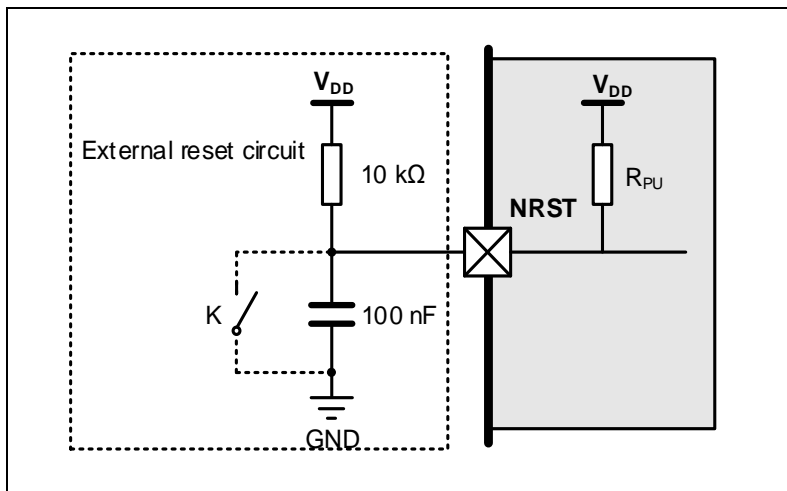 V_DD
External reset circuit
10 kΩ
K
100 nF
GND
NRST
V_DD
R_PU